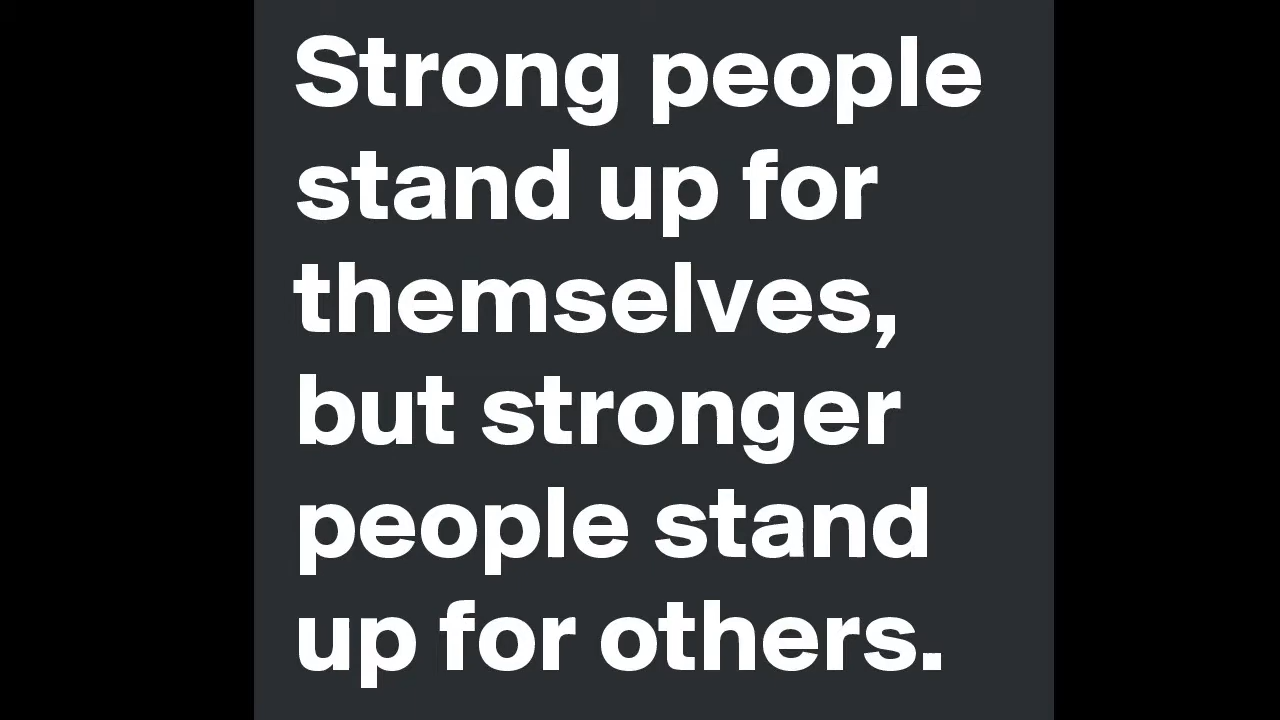 Strong people
stand up for
themselves,
but stronger
people stand
up for others.